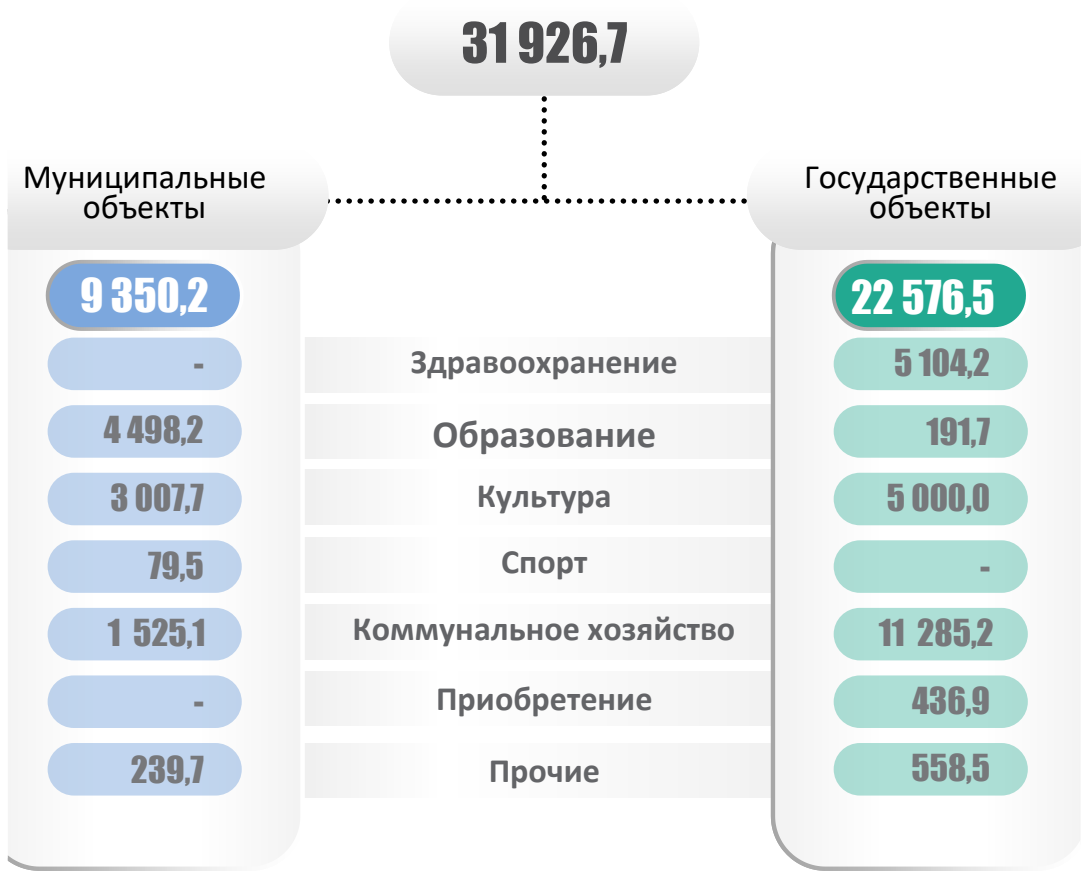 31 926,7
Муниципальные
объекты
Государственные
объекты
9 350,2
22 576,5
-
Здравоохранение
5 104,2
4 498,2
Образование
191,7
3 007,7
Культура
5 000,0
79,5
Спорт
-
1 525,1
Коммунальное хозяйство
11 285,2
-
Приобретение
436,9
239,7
Прочие
558,5